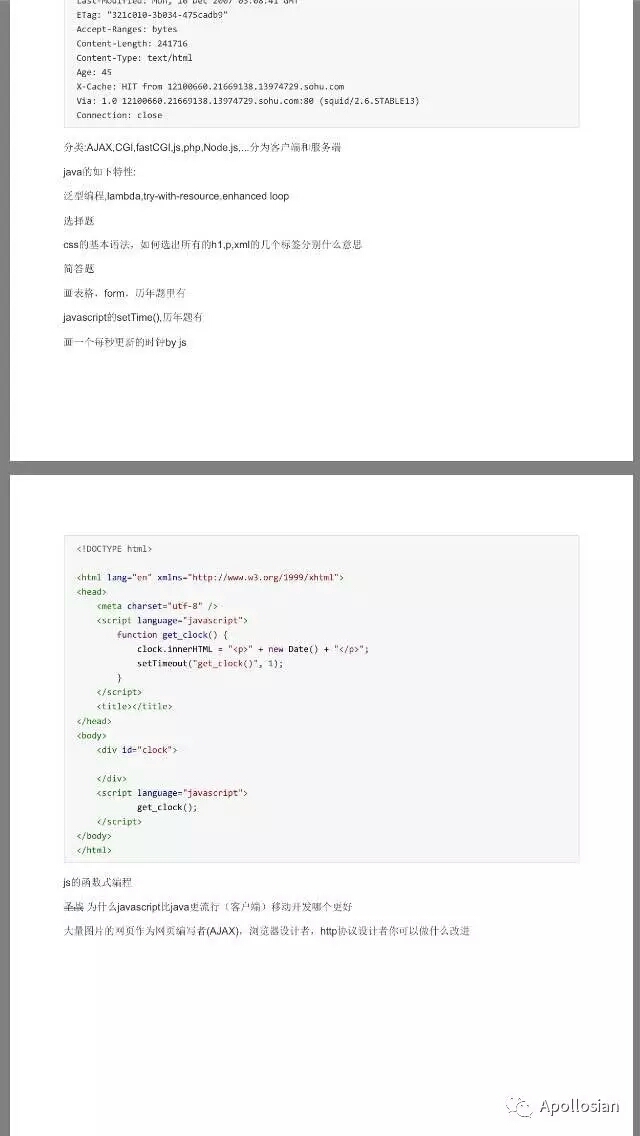 Last-Modified: Mon, 10 Dec 2007 03:08:41 GMT
ETag: "321c010-3b034-475cadb9"
Accept-Ranges: bytes
Content-Length: 241716
Content-Type: text/html
Age: 45
X-Cache: HIT from 12100660.21669138.13974729.sohu.com
Via: 1.0 12100660.21669138.13974729.sohu.com:80 (squid/2.6.STABLE13)
Connection: close
分类:AJAX,CGI,fastCGI,js,php,Node.js,...分为客户端和服务端
java的如下特性:
泛型编程,lambda,try-with-resource,enhanced loop
选择题
css的基本语法，如何选出所有的h1,p,xml的几个标签分别什么意思
简答题
画表格、form。历年题里有
javascript的setTime(),历年题有
画一个每秒更新的时钟by js
<!DOCTYPE html>
<html lang="en" xmlns="http://www.w3.org/1999/xhtml">
<head>
<meta charset="utf-8" />
<script language="javascript">
function get_clock() {
clock.innerHTML = "<p>" + new Date() + "</p>";
setTimeout("get_clock()", 1);
}
</script>
<title></title>
</head>
<body>
<div id="clock">
</div>
<script language="javascript">
get_clock();
</script>
</body>
</html>
js的函数式编程
圣战 为什么javascript比java更流行（客户端）移动开发哪个更好
大量图片的网页作为网页编写者(AJAX)，浏览器设计者，http协议设计者你可以做什么改进
Apollosian